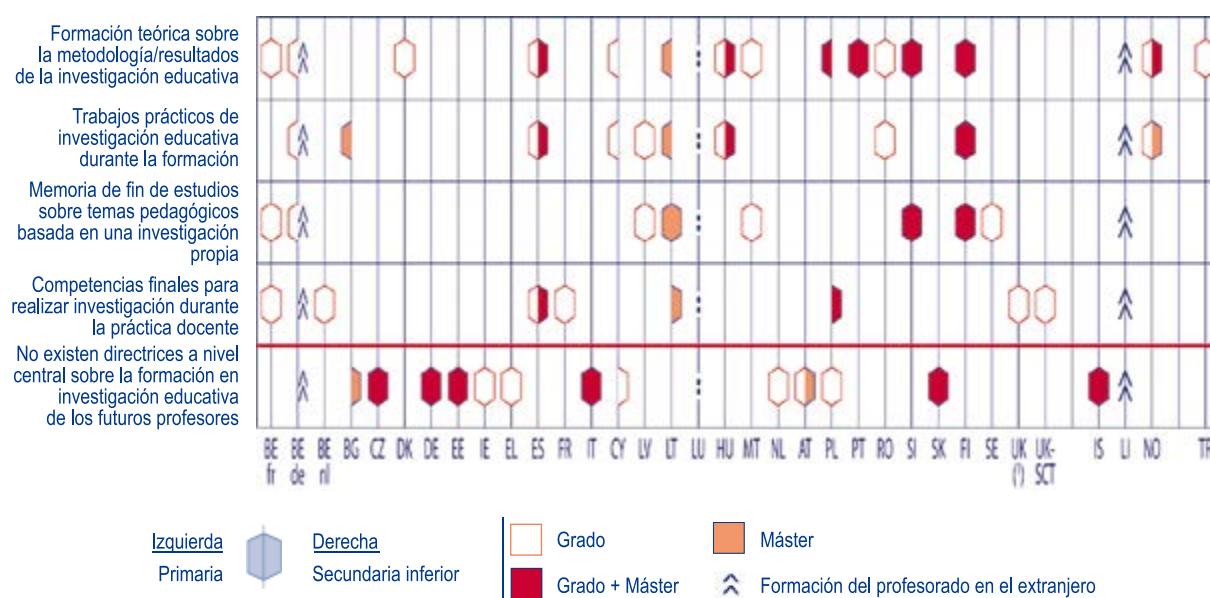 Formación teórica sobre
la metodología/resultados
de la investigación educativa
Trabajos prácticos de
investigación educativa
durante la formación
Memoria de fin de estudios
sobre temas pedagógicos
basada en una investigación
propia
Competencias finales para
realizar investigación durante
la práctica docente
No existen directrices a nivel
central sobre la formación en
investigación educativa
de los futuros profesores
BE BE BE BG CZ DK DE EE IE EL ES FR IT CY LV LT LU HU MT NL AT PL PT RO SI SK FI SE UK UK- IS LI NO TR
fr de nl (¹) SCT
Izquierda Derecha
Primaria Secundaria inferior
Grado Máster
Grado + Máster Formación del profesorado en el extranjero